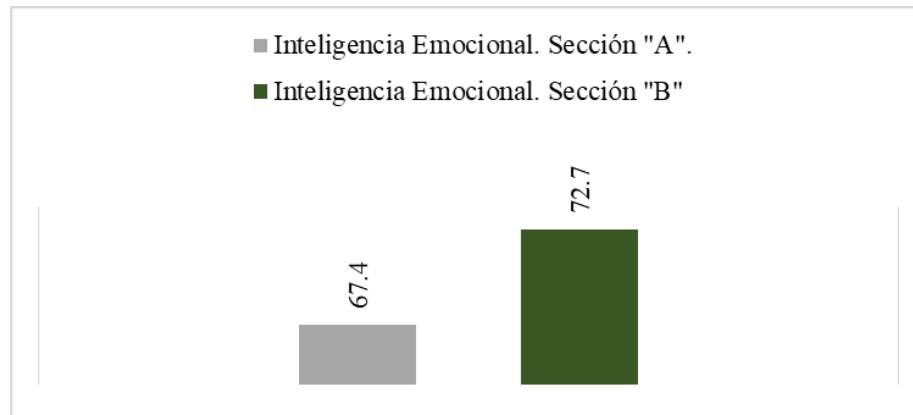 Inteligencia Emocional. Sección "A".
Inteligencia Emocional. Sección "B"
67.4
72.7